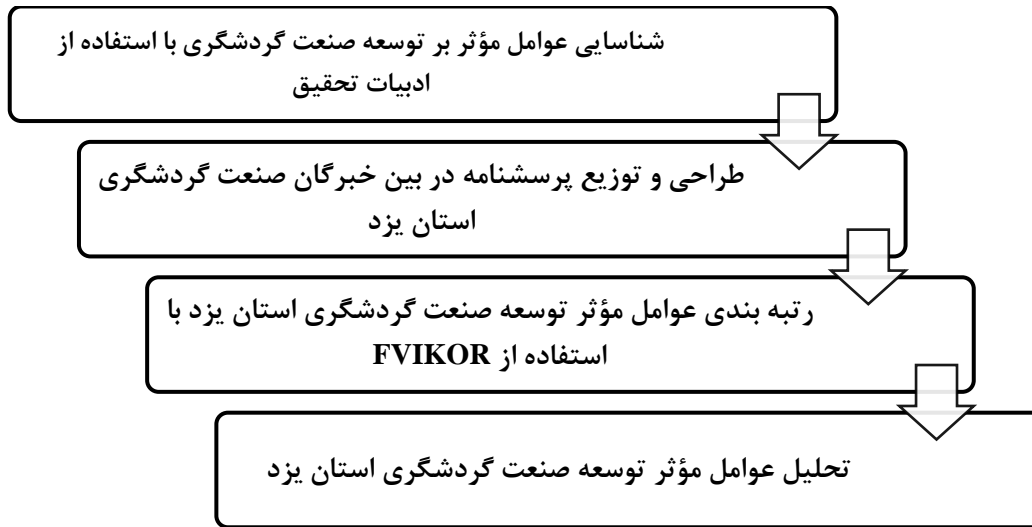 شناسایی عوامل مؤثر بر توسعه صنعت گردشگری با استفاده از
ادبیات تحقیق
طراحی و توزیع پرسشنامه در بین خبرگان صنعت گردشگری
استان یزد
رتبه بندی عوامل مؤثر توسعه صنعت گردشگری استان یزد با
استفاده از FVIKOR
تحلیل عوامل مؤثر توسعه صنعت گردشگری استان یزد